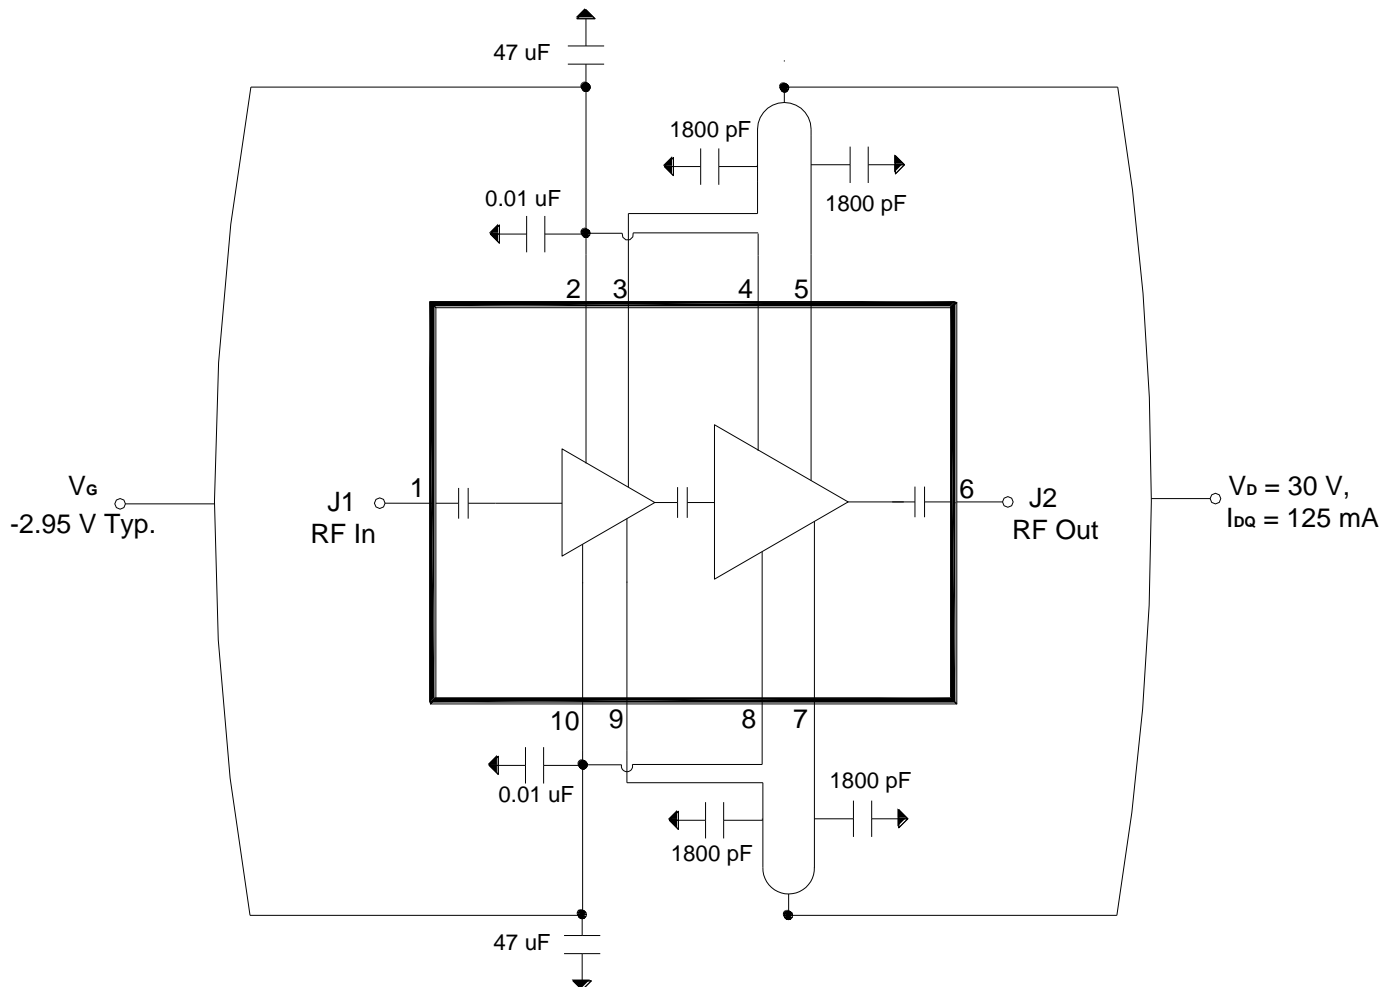 47 uF
1800 pF
1800 pF
0.01 uF
2 3 4 5
VG
-2.95 V Typ.
J1
RF In
1
6
J2
RF Out
VD = 30 V,
IDQ = 125 mA
10 9 8 7
0.01 uF
1800 pF
1800 pF
47 uF